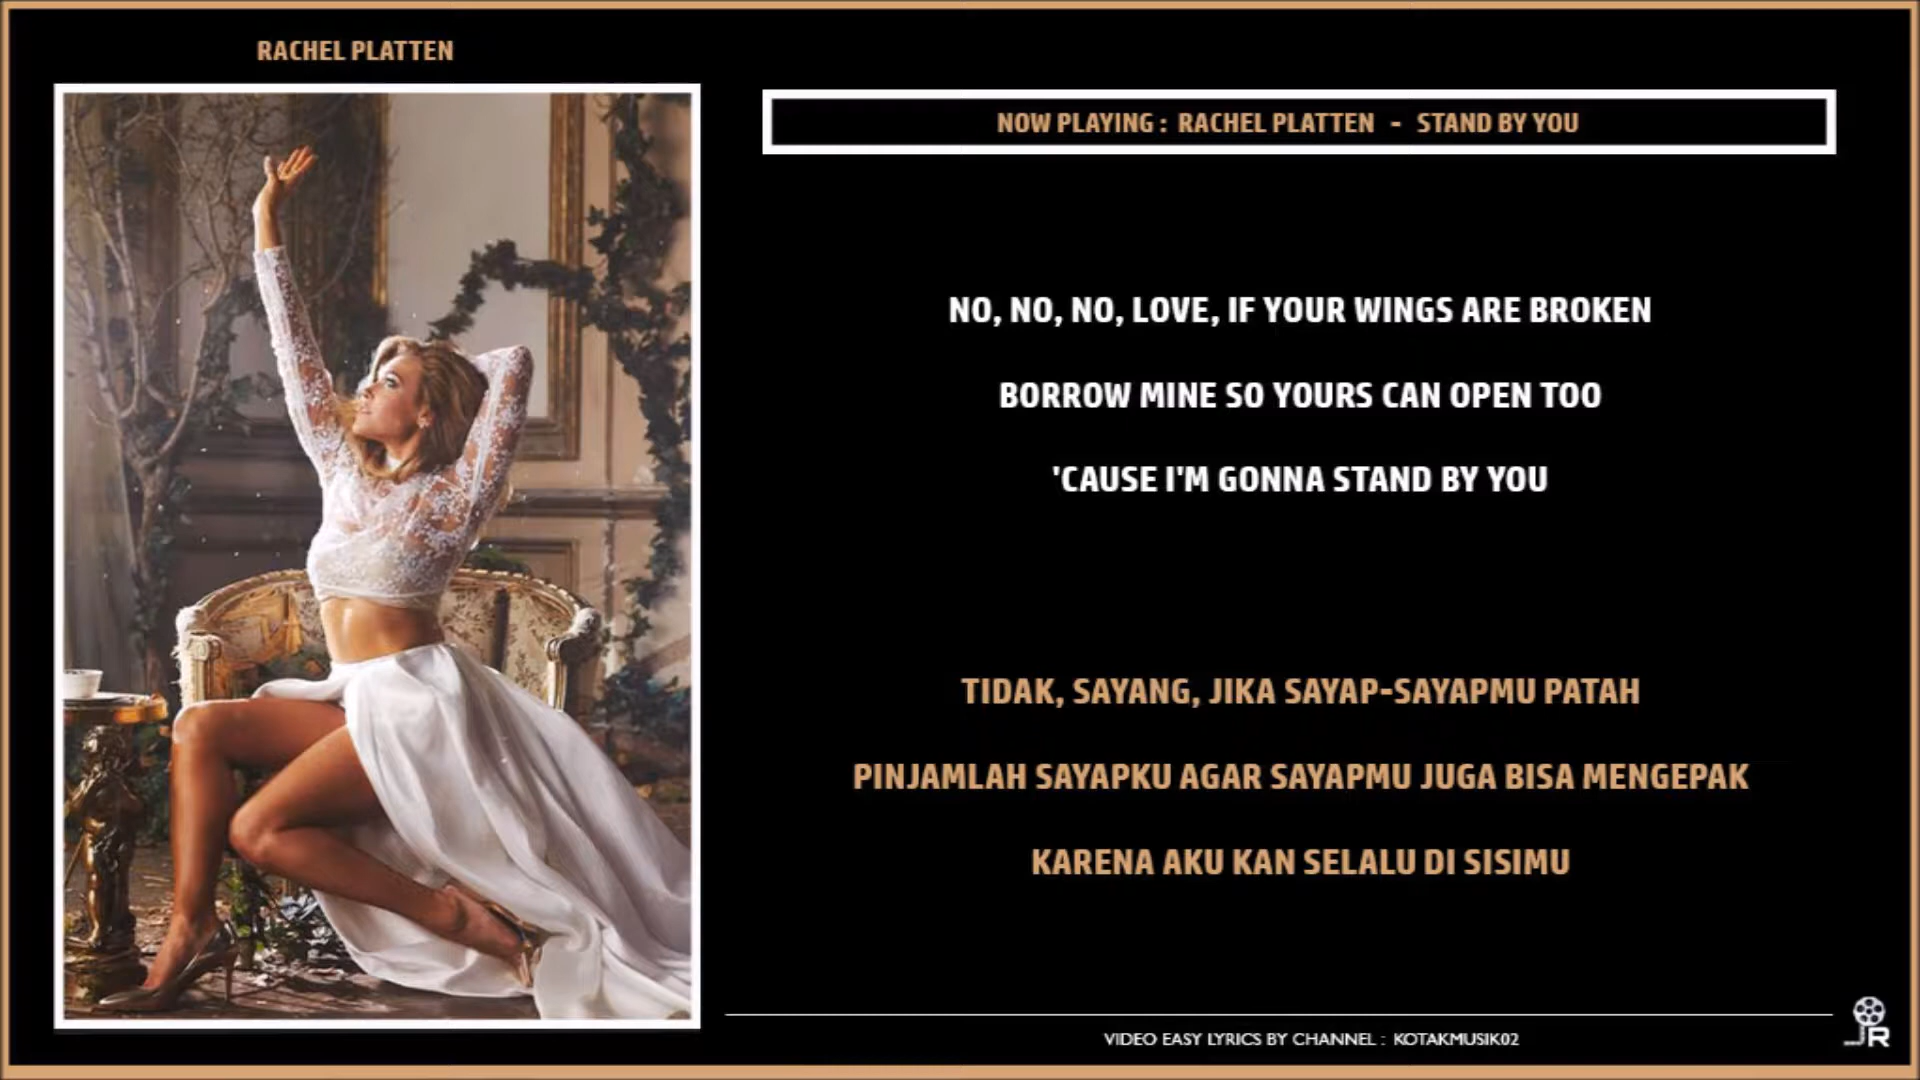 RACHEL PLATTEN
NOW PLAYING : RACHEL PLATTEN - STAND BY YOU
NO, NO, NO, LOVE, IF YOUR WINGS ARE BROKEN
BORROW MINE SO YOURS CAN OPEN TOO
'CAUSE I'M GONNA STAND BY YOU
TIDAK, SAYANG, JIKA SAYAP-SAYAPMU PATAH
PINJAMLAH SAYAPKU AGAR SAYAPMU JUGA BISA MENGEPAK
KARENA AKU KAN SELALU DI SISIMU
VIDEO EASY LYRICS BY CHANNEL : KOTAKMUSIK02
JR